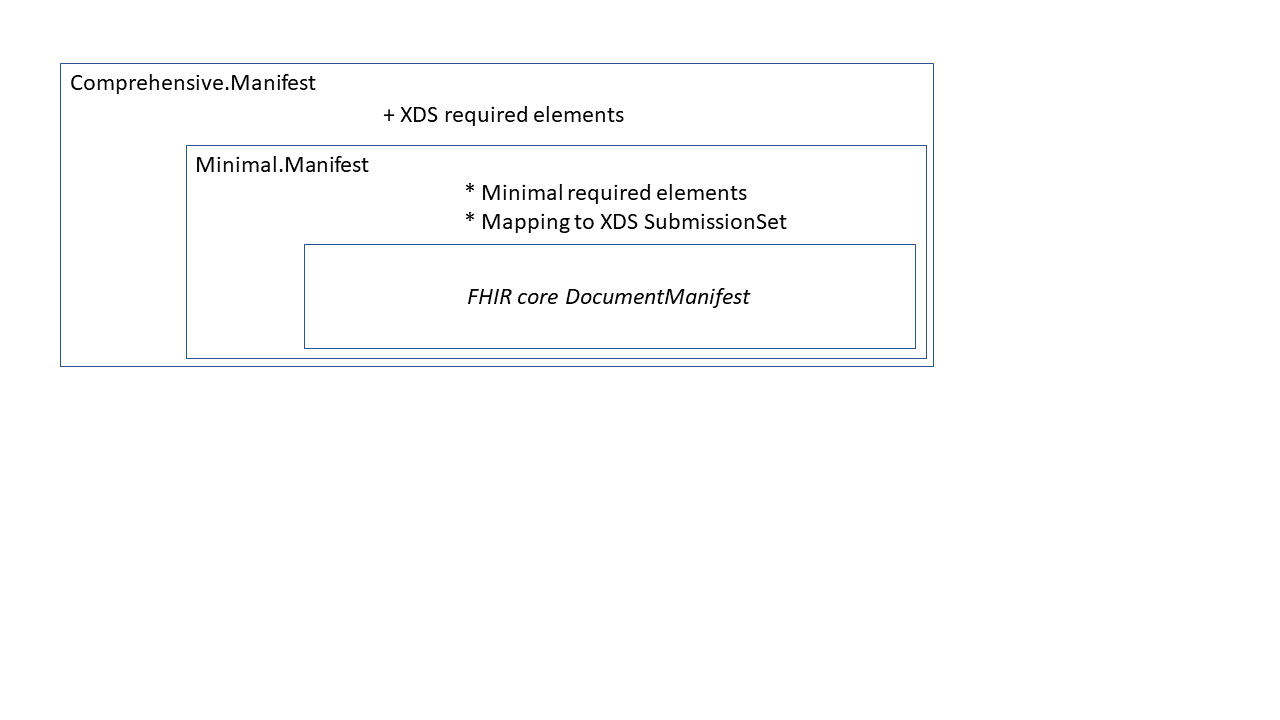 Comprehensive.Manifest
+ XDS required elements
Minimal.Manifest
* Minimal required elements
* Mapping to XDS SubmissionSet
FHIR core DocumentManifest